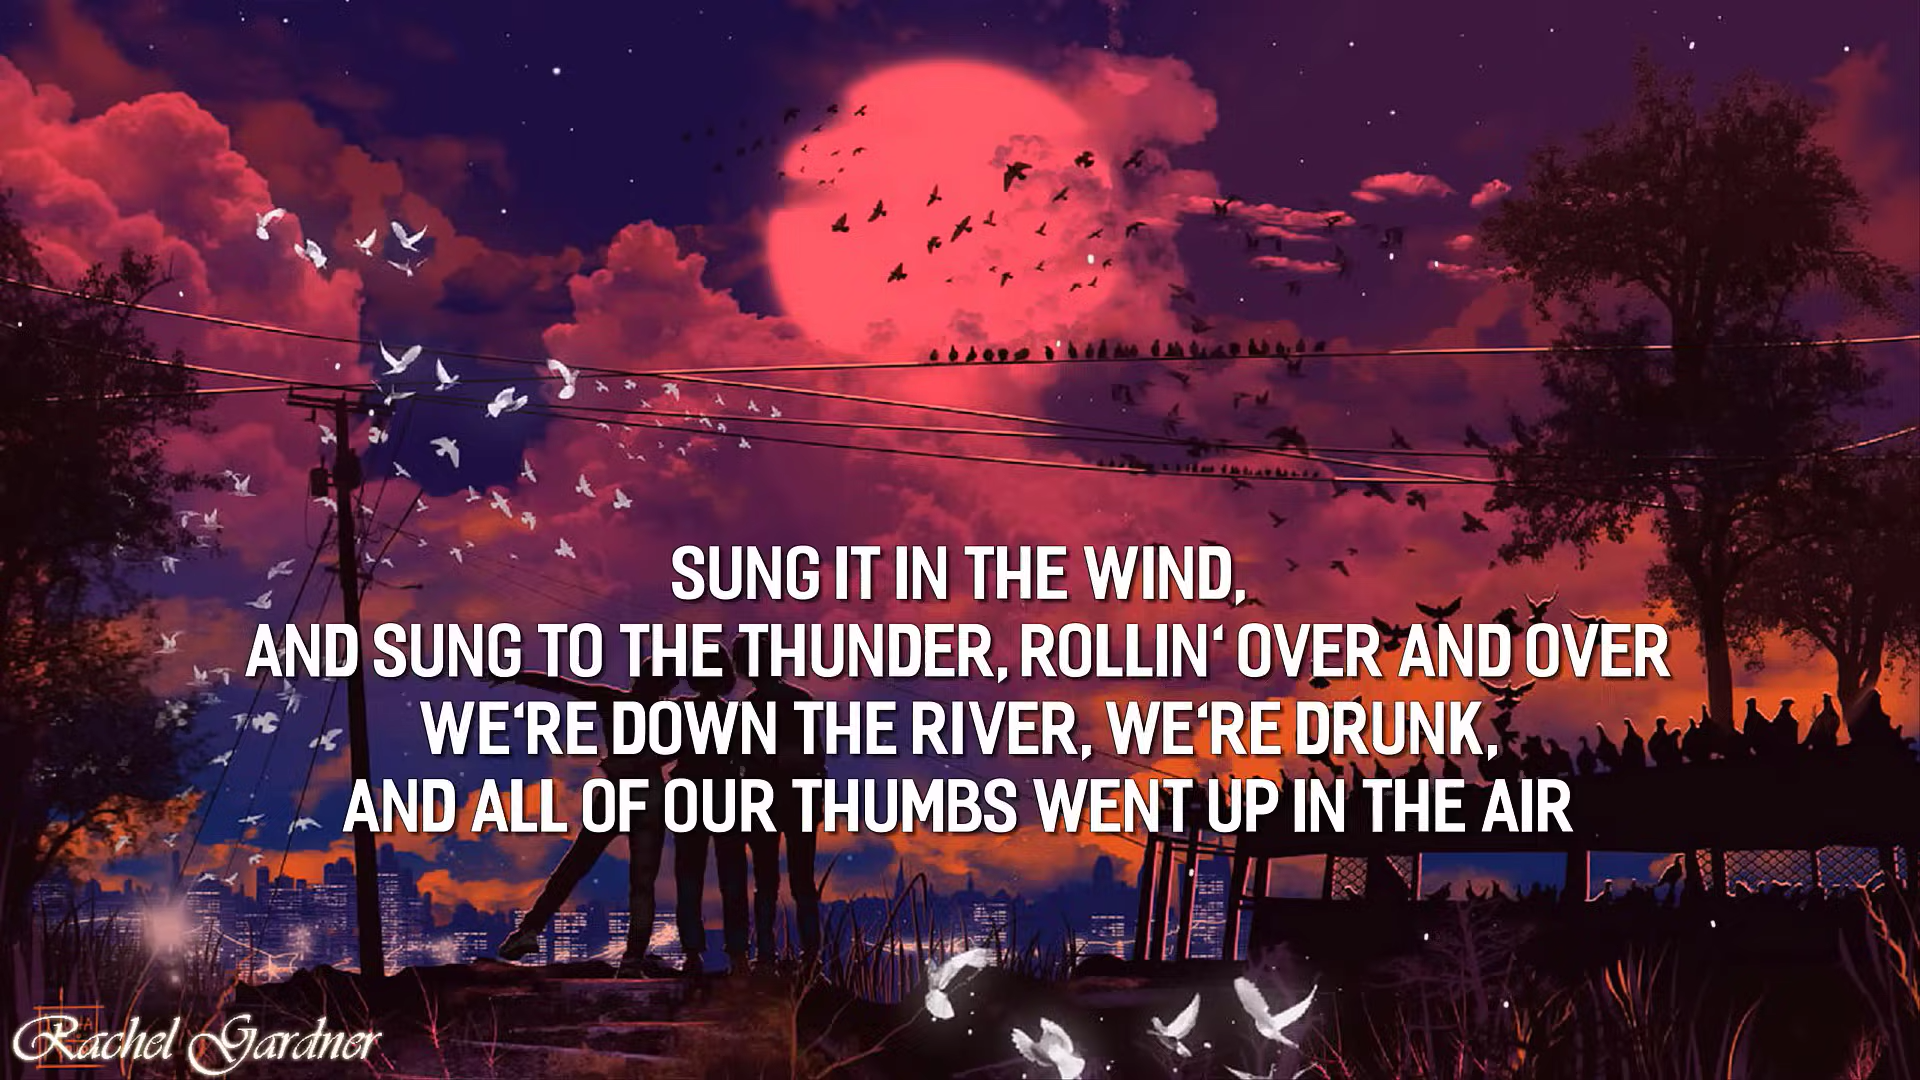 SUNG IT IN THE WIND,
AND SUNG TO THE THUNDER, ROLLIN‘ OVER AND OVER
WE‘RE DOWN THE RIVER, WE‘RE DRUNK,
AND ALL OF OUR THUMBS WENT UP IN THE AIR
Rachel Gardner